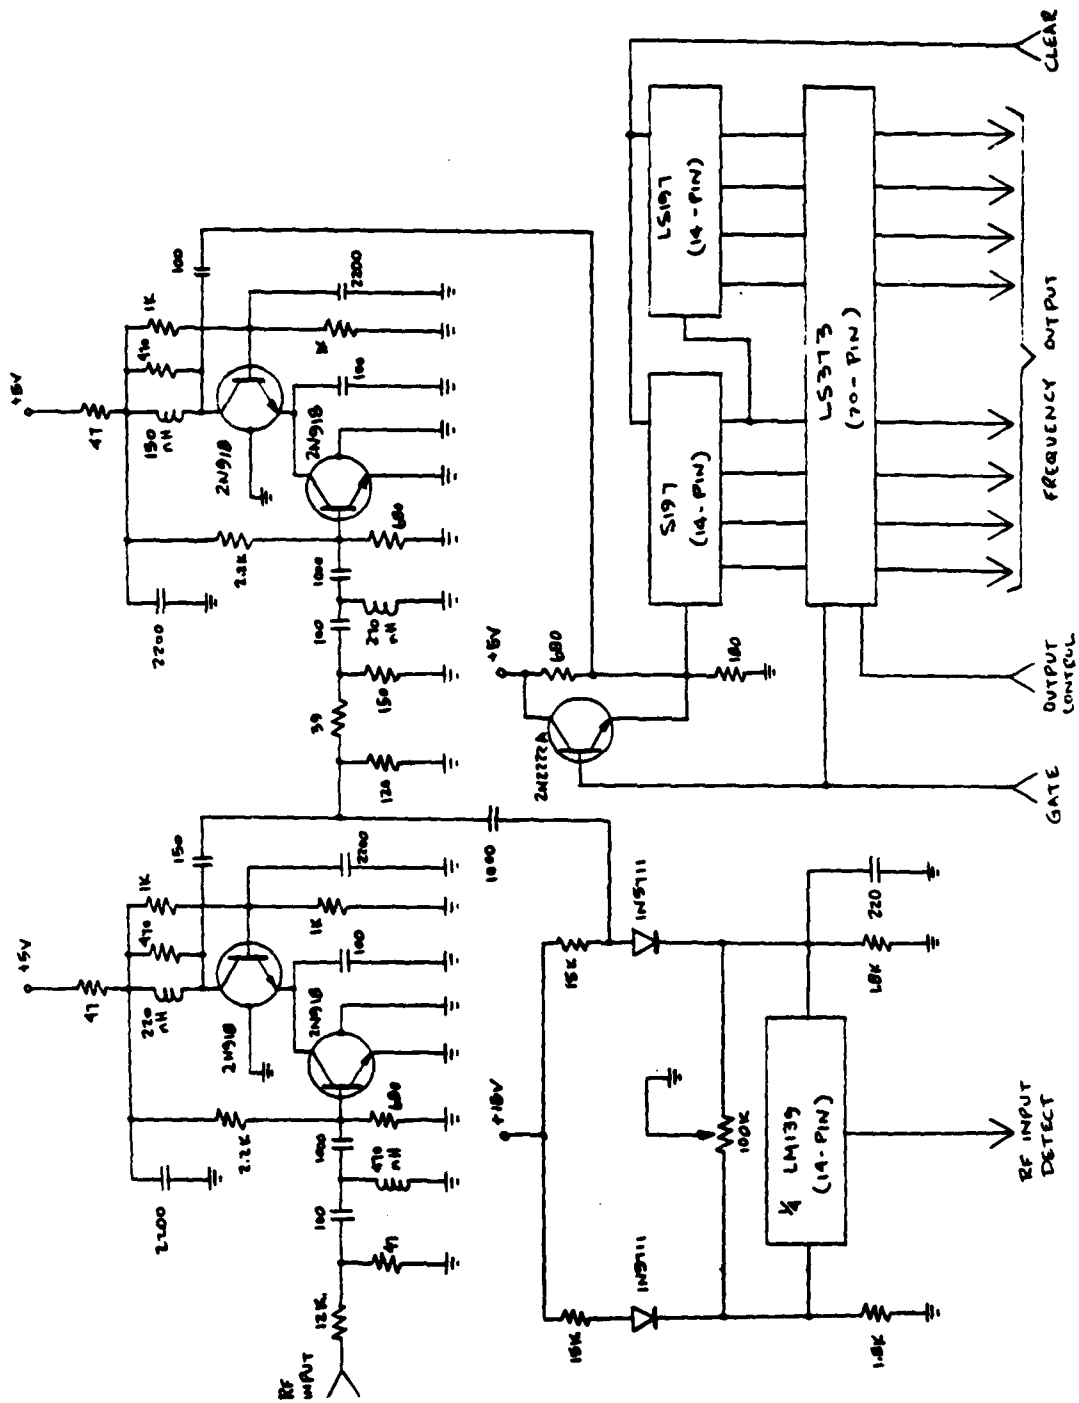 +5V
47
220
nH
470
1K
150
2N918
2N918
2200
2.2K
1K
100
2200
680
1000
470
nH
100
47
12K
RF
INPUT
+5V
47
150
nH
470
1K
100
2N918
2N918
2200
2.2K
1K
100
2200
680
1000
270
nH
100
150
39
120
1000
+15V
15K
15K
1N5711
1N5711
100K
1/4 LM139
(14-PIN)
1.8K
1.8K
220
RF INPUT
DETECT
+5V
680
2N2222A
180
S197
(14-PIN)
LS197
(14-PIN)
LS373
(20-PIN)
GATE
OUTPUT
CONTROL
FREQUENCY OUTPUT
CLEAR